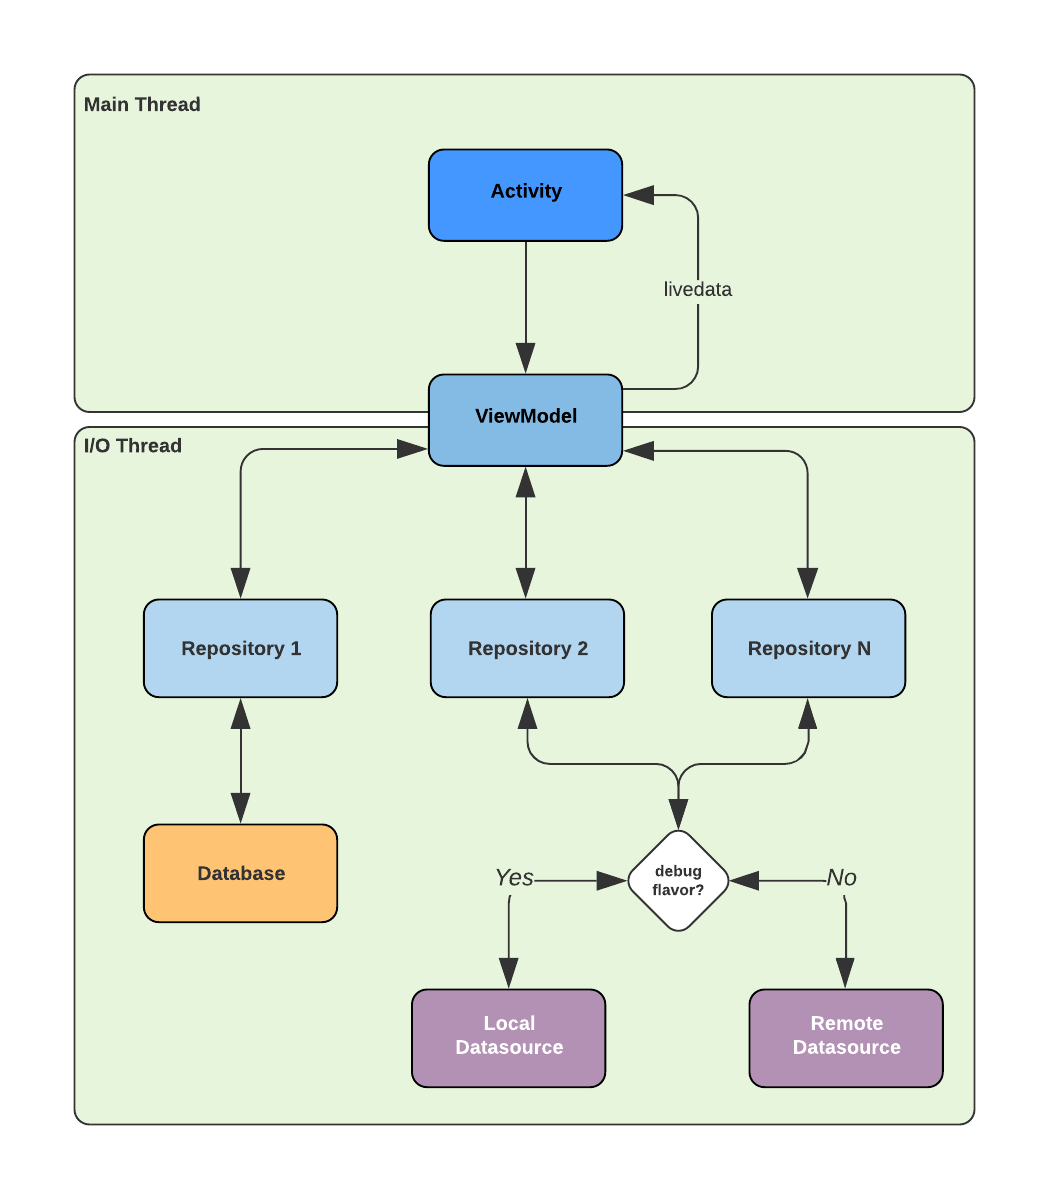 Main Thread
Activity
livedata
ViewModel
I/O Thread
Repository 1
Repository 2
Repository N
Database
debug
flavor?
Yes
No
Local
Datasource
Remote
Datasource